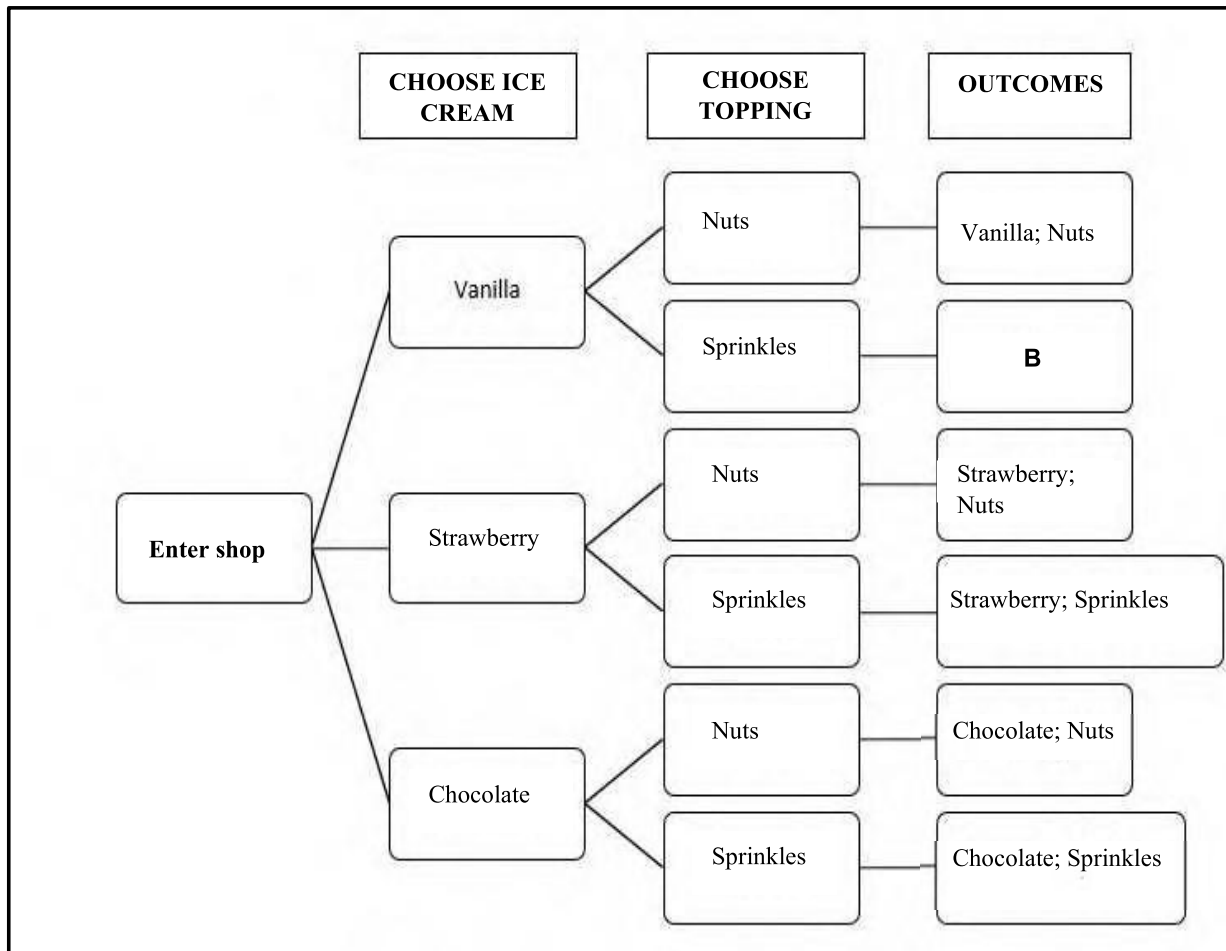 CHOOSE ICE
CREAM
CHOOSE
TOPPING
OUTCOMES
Nuts
Vanilla; Nuts
Vanilla
Sprinkles
B
Nuts
Strawberry;
Nuts
Enter shop
Strawberry
Sprinkles
Strawberry; Sprinkles
Nuts
Chocolate; Nuts
Chocolate
Sprinkles
Chocolate; Sprinkles